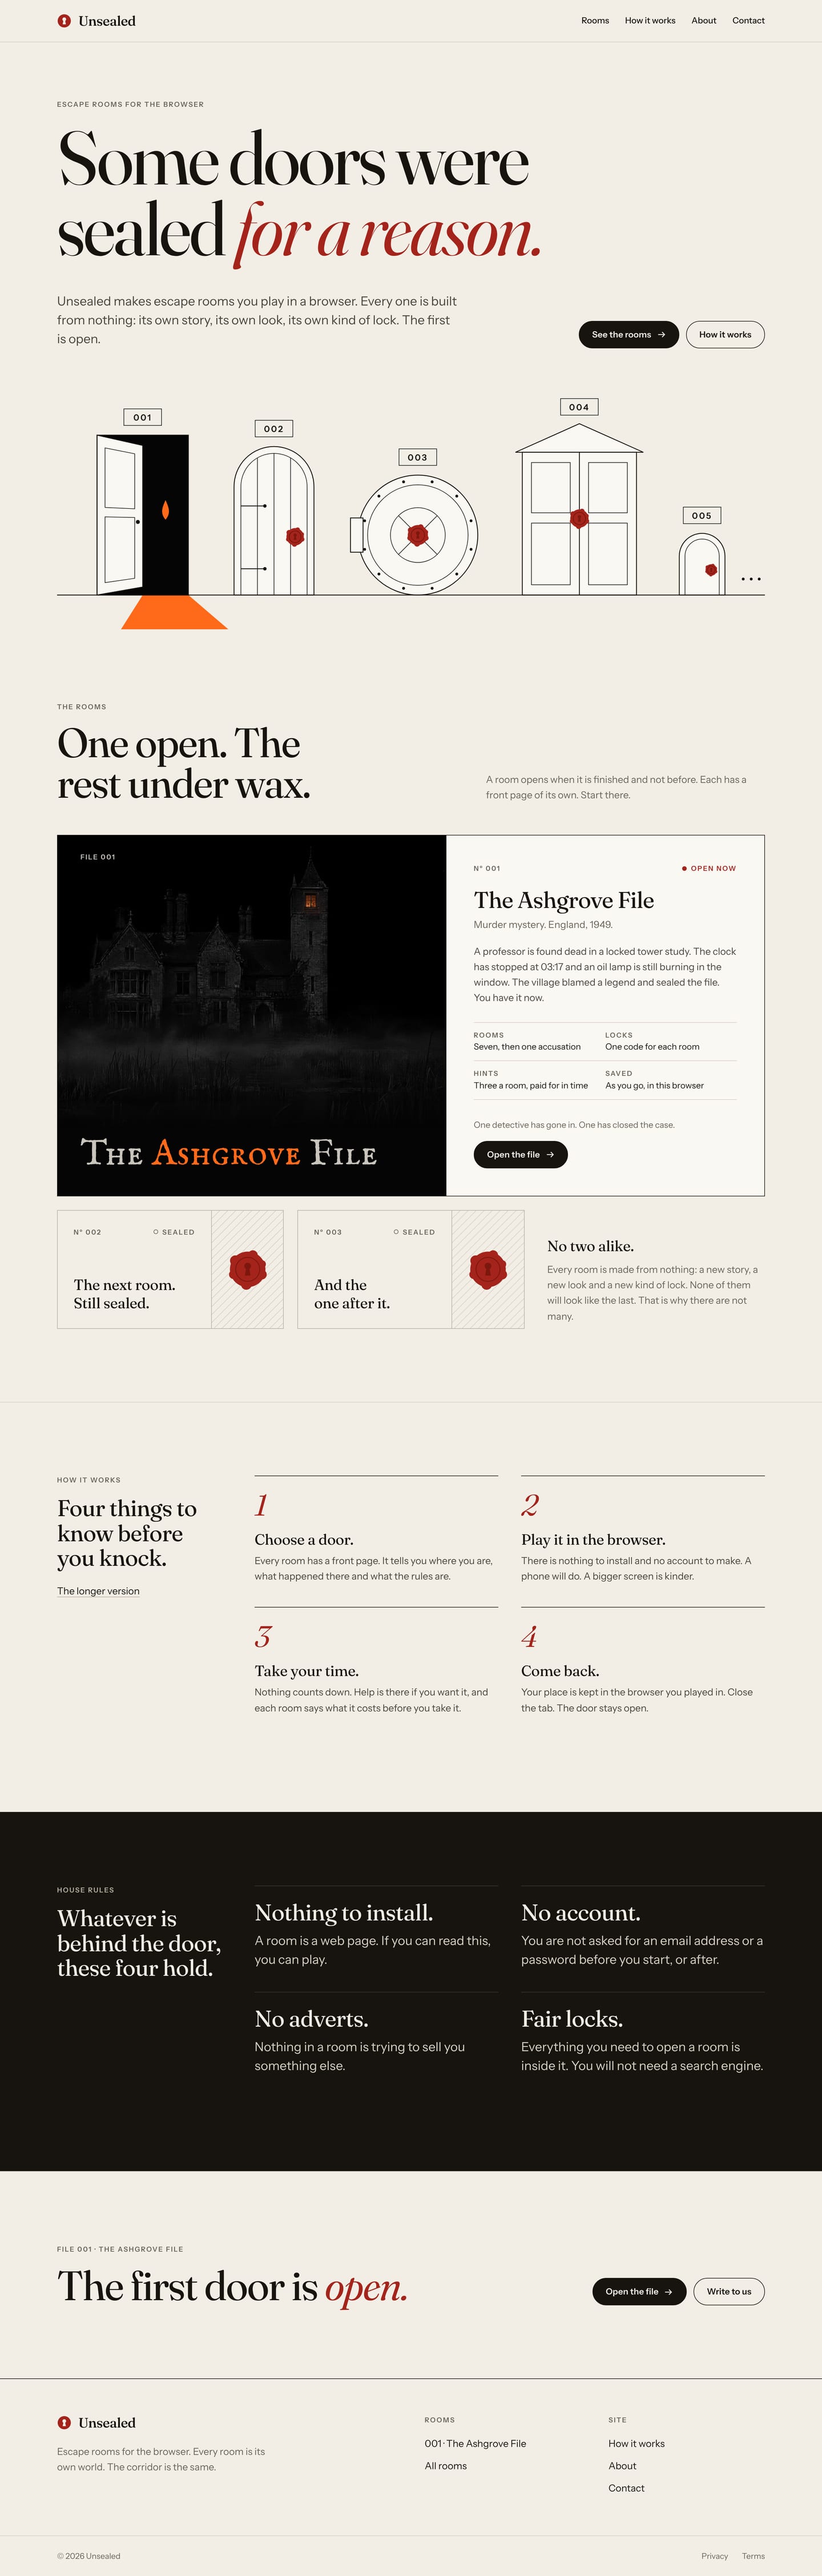 Unsealed
Rooms
How it works
About
Contact
ESCAPE ROOMS FOR THE BROWSER
Some doors were
sealed for a reason.
Unsealed makes escape rooms you play in a browser. Every one is built
from nothing: its own story, its own look, its own kind of lock. The first
is open.
See the rooms →
How it works
001
002
003
004
005
THE ROOMS
One open. The
rest under wax.
A room opens when it is finished and not before. Each has a
front page of its own. Start there.
FILE 001
The Ashgrove File
N° 001
OPEN NOW
The Ashgrove File
Murder mystery. England, 1949.
A professor is found dead in a locked tower study. The clock
has stopped at 03:17 and an oil lamp is still burning in the
window. The village blamed a legend and sealed the file.
You have it now.
ROOMS
Seven, then one accusation
LOCKS
One code for each room
HINTS
Three a room, paid for in time
SAVED
As you go, in this browser
One detective has gone in. One has closed the case.
Open the file →
N° 002
SEALED
The next room.
Still sealed.
N° 003
SEALED
And the
one after it.
No two alike.
Every room is made from nothing: a new story, a
new look and a new kind of lock. None of them
will look like the last. That is why there are not
many.
HOW IT WORKS
Four things to
know before
you knock.
The longer version
1
Choose a door.
Every room has a front page. It tells you where you are,
what happened there and what the rules are.
2
Play it in the browser.
There is nothing to install and no account to make. A
phone will do. A bigger screen is kinder.
3
Take your time.
Nothing counts down. Help is there if you want it, and
each room says what it costs before you take it.
4
Come back.
Your place is kept in the browser you played in. Close
the tab. The door stays open.
HOUSE RULES
Whatever is
behind the door,
these four hold.
Nothing to install.
A room is a web page. If you can read this,
you can play.
No account.
You are not asked for an email address or a
password before you start, or after.
No adverts.
Nothing in a room is trying to sell you
something else.
Fair locks.
Everything you need to open a room is
inside it. You will not need a search engine.
FILE 001 · THE ASHGROVE FILE
The first door is open.
Open the file →
Write to us
Unsealed
Escape rooms for the browser. Every room is its
own world. The corridor is the same.
ROOMS
001 · The Ashgrove File
All rooms
SITE
How it works
About
Contact
© 2026 Unsealed
Privacy
Terms